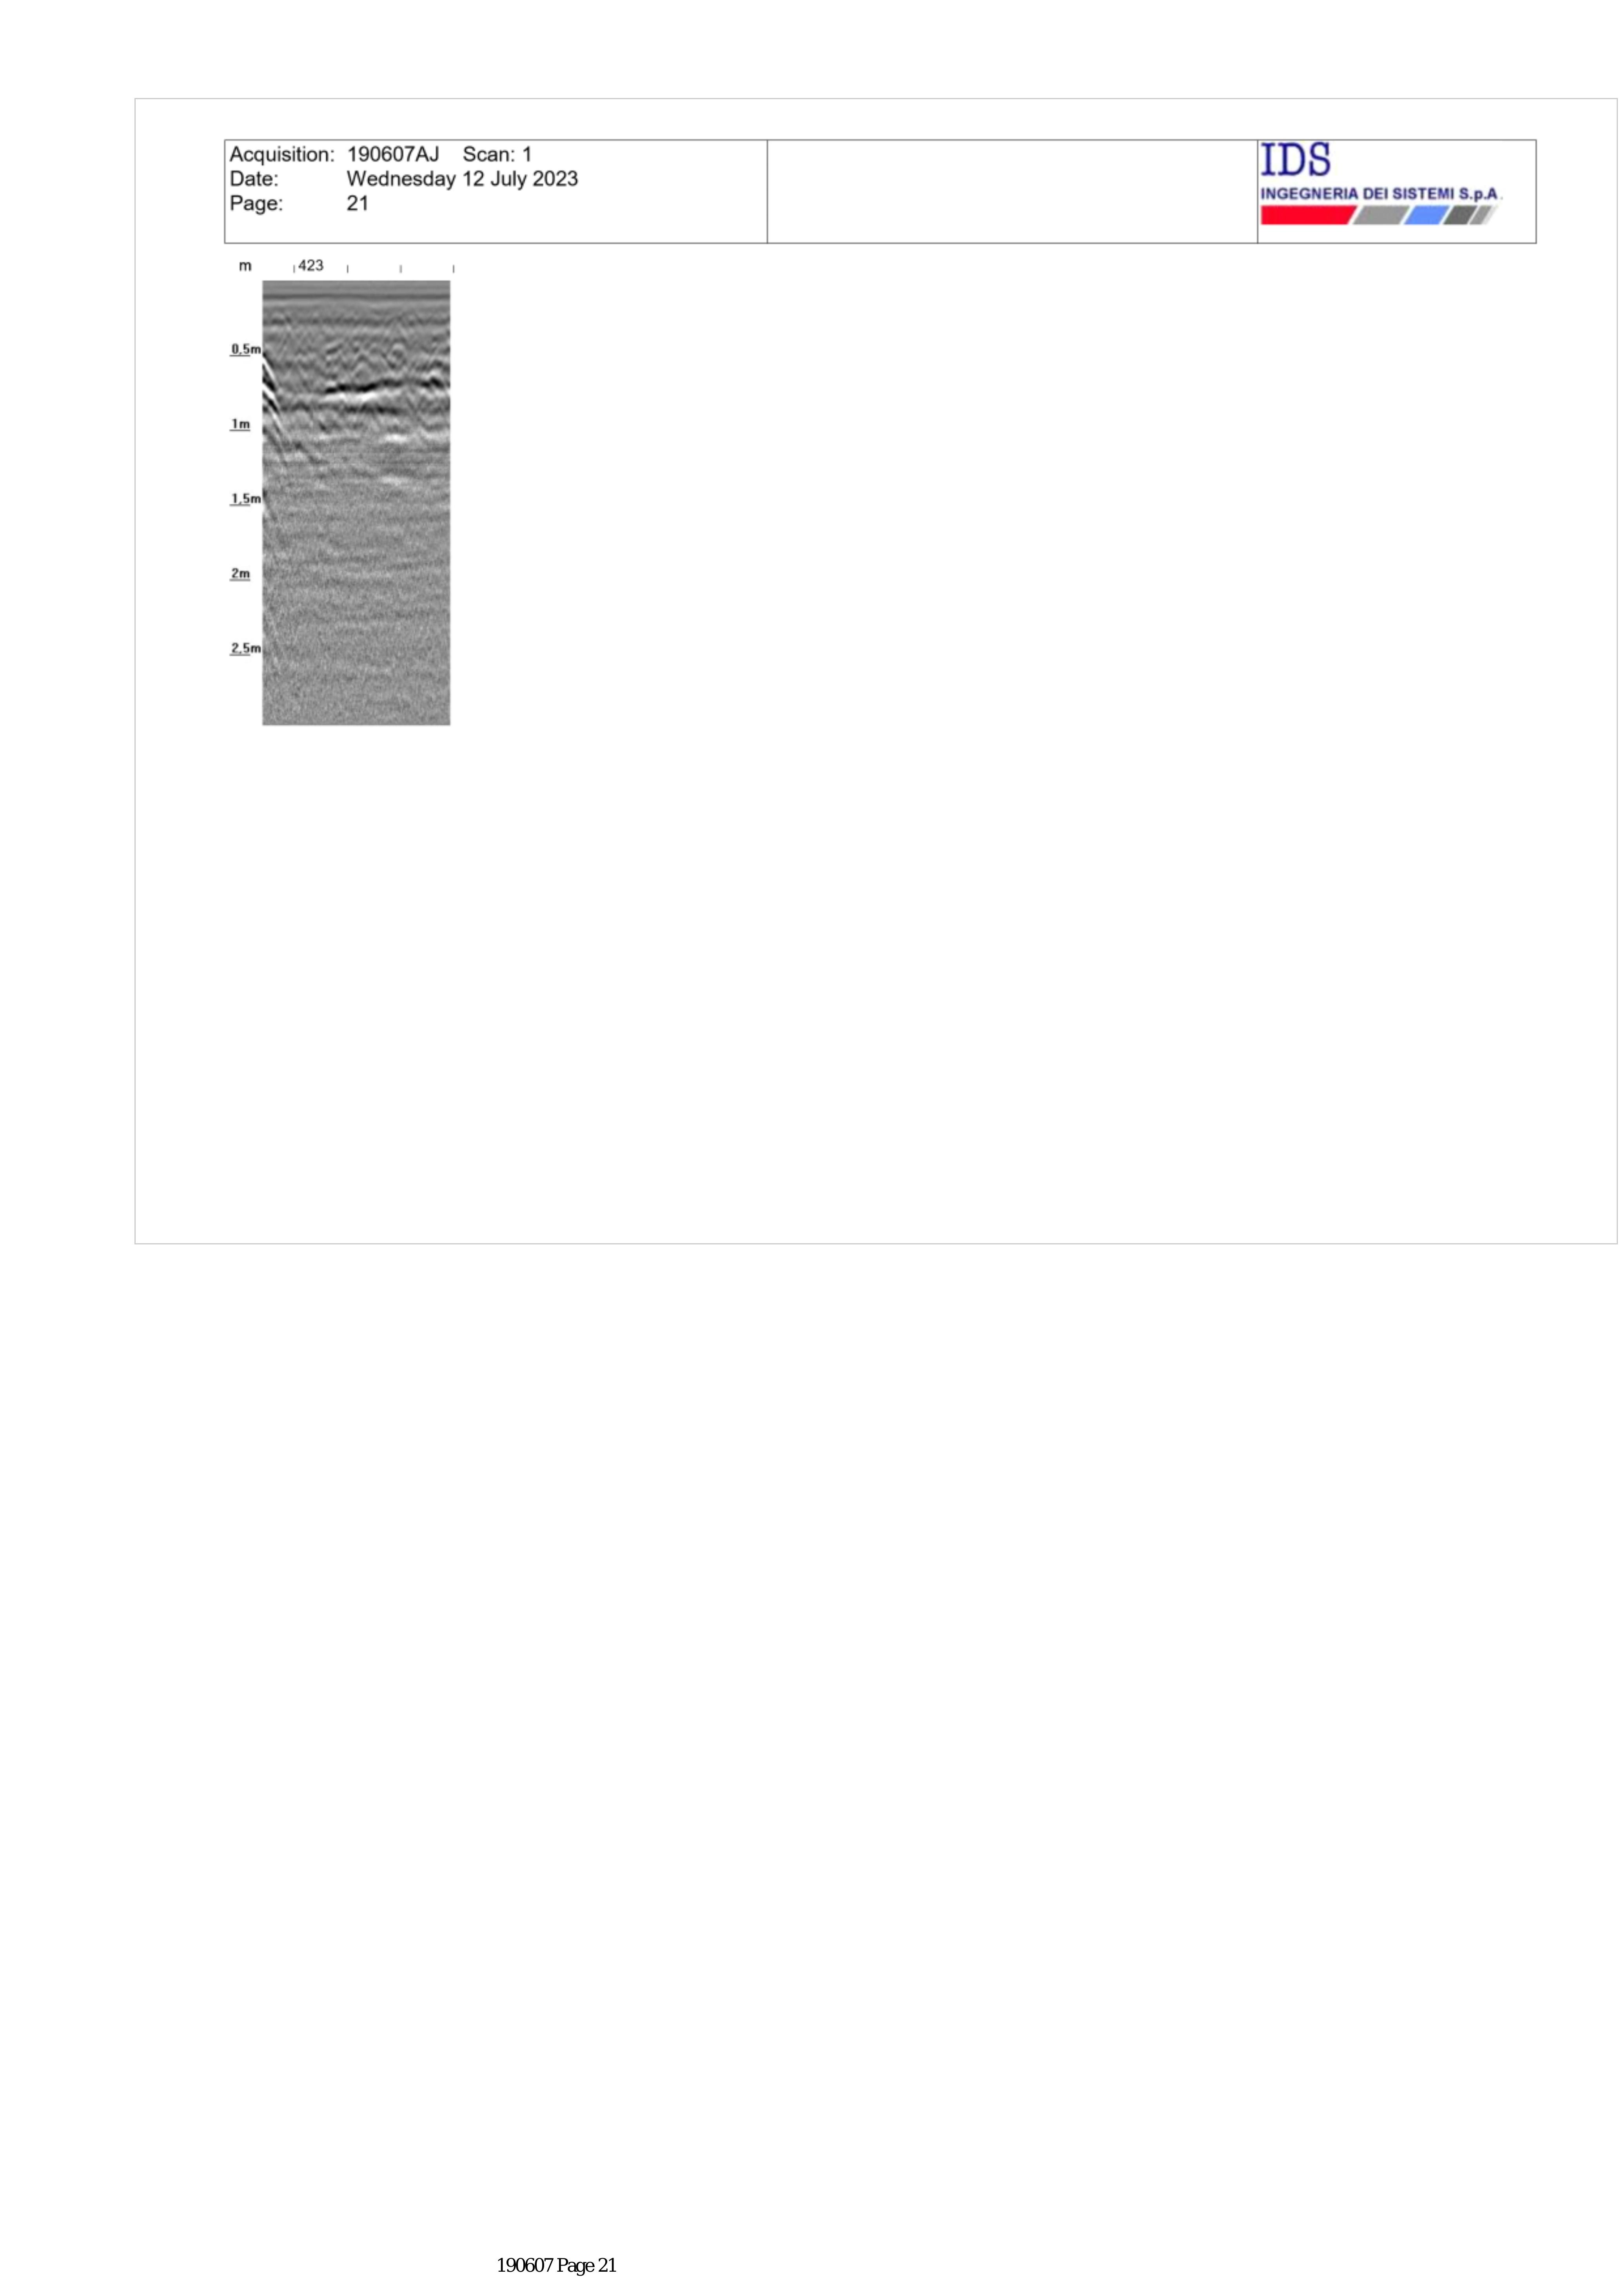 Acquisition: 190607AJ Scan: 1
Date: Wednesday 12 July 2023
Page: 21
IDS
INGEGNERIA DEI SISTEMI S.p.A.
m 423
0,5m
1m
1,5m
2m
2,5m
190607 Page 21